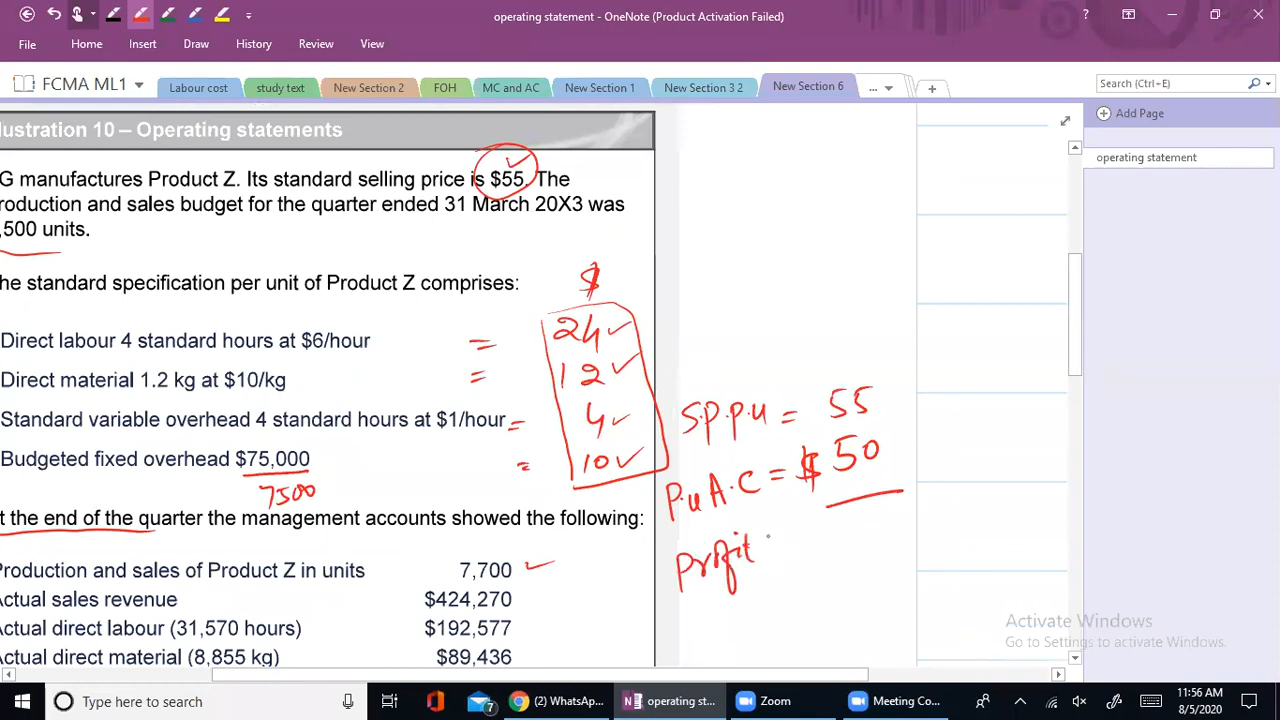 operating statement - OneNote (Product Activation Failed)
?
File Home Insert Draw History Review View
FCMA ML1 Labour cost study text New Section 2 FOH MC and AC New Section 1 New Section 3 2 New Section 6 ... Search (Ctrl+E)
Add Page
operating statement
lustration 10 – Operating statements
G manufactures Product Z. Its standard selling price is $55. The
roduction and sales budget for the quarter ended 31 March 20X3 was
,500 units.
he standard specification per unit of Product Z comprises:
$
Direct labour 4 standard hours at $6/hour = 24
Direct material 1.2 kg at $10/kg = 12
Standard variable overhead 4 standard hours at $1/hour = 4
Budgeted fixed overhead $75,000 = 10
7500
S.P.P.u = 55
P.u A.C = $50
Profit
t the end of the quarter the management accounts showed the following:
Production and sales of Product Z in units 7,700
Actual sales revenue $424,270
Actual direct labour (31,570 hours) $192,577
Actual direct material (8,855 kg) $89,436
Activate Windows
Go to Settings to activate Windows.
Type here to search
7
(2) WhatsApp...
operating statem...
Zoom
Meeting Co...
11:56 AM
8/5/2020